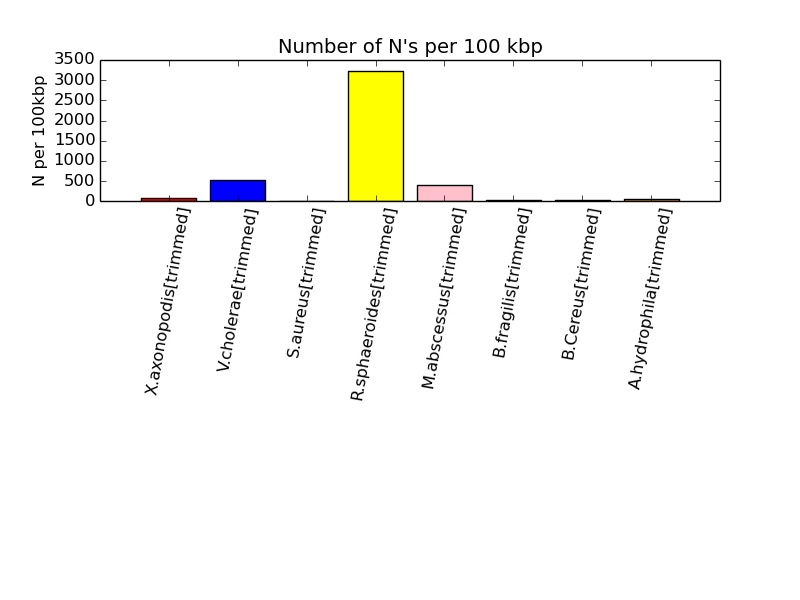 Number of N's per 100 kbp
N per 100kbp
3500
3000
2500
2000
1500
1000
500
0
X.axonopodis[trimmed]
V.cholerae[trimmed]
S.aureus[trimmed]
R.sphaeroides[trimmed]
M.abscessus[trimmed]
B.fragilis[trimmed]
B.Cereus[trimmed]
A.hydrophila[trimmed]